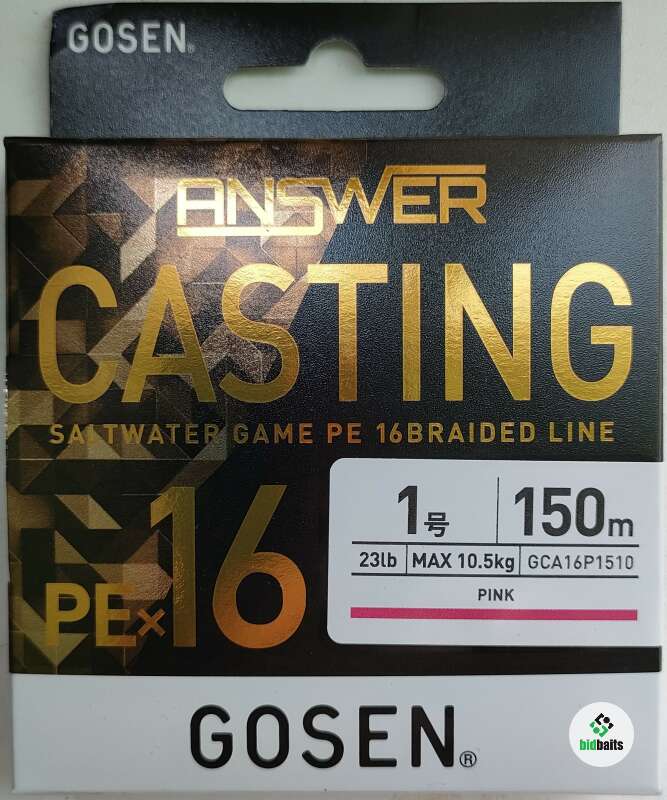 GOSEN®
ANSWER
CASTING
SALTWATER GAME PE 16BRAIDED LINE
PE×16
1号 150m
23lb MAX 10.5kg GCA16P1510
PINK
GOSEN®
bidbaits